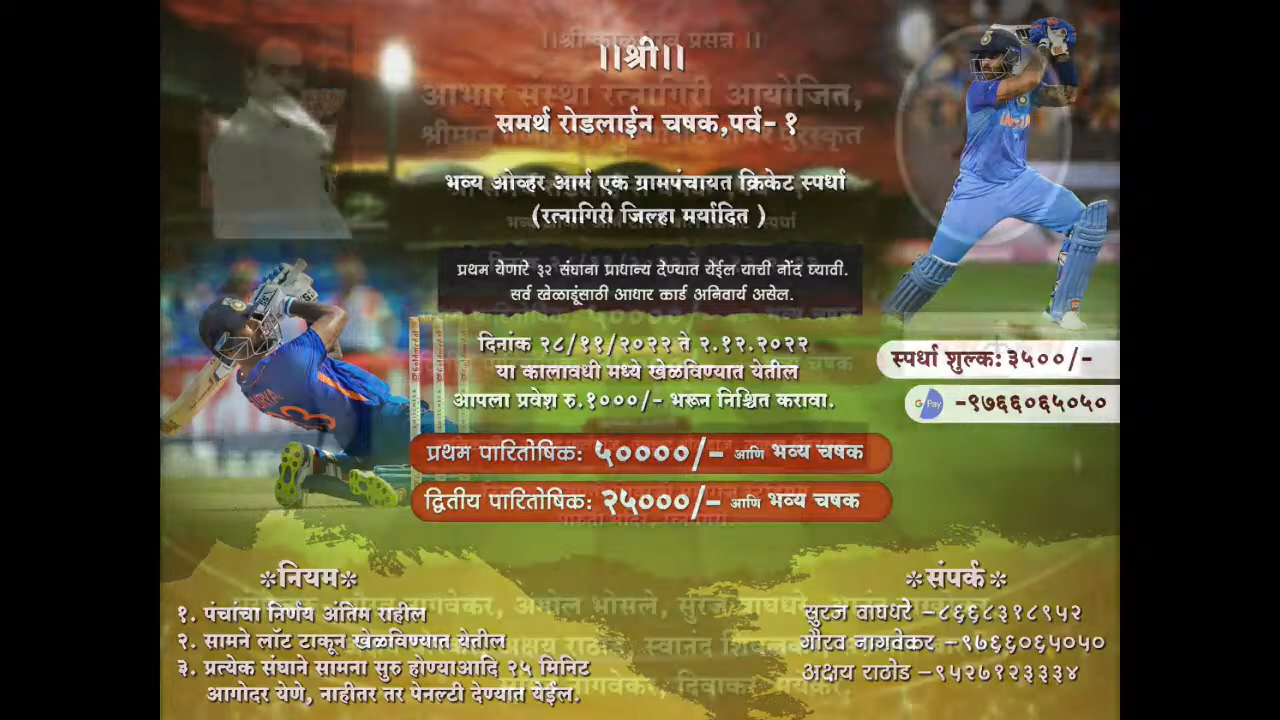 ||श्री||
समर्थ रोडलाईन चषक,पर्व- १
भव्य ओव्हर आर्म एक ग्रामपंचायत क्रिकेट स्पर्धा
(रत्नागिरी जिल्हा मर्यादित )
प्रथम येणारे ३२ संघाना प्राधान्य देण्यात येईल याची नोंद घ्यावी.
सर्व खेळाडूंसाठी आधार कार्ड अनिवार्य असेल.
दिनांक २८/११/२०२२ ते २.१२.२०२२
या कालावधी मध्ये खेळविण्यात येतील
आपला प्रवेश रु.१०००/- भरून निश्चित करावा.
स्पर्धा शुल्क: ३५००/-
G Pay -९७६६०६५०५०
प्रथम पारितोषिक: ५००००/- आणि भव्य चषक
द्वितीय पारितोषिक: २५०००/- आणि भव्य चषक
*नियम*
१. पंचांचा निर्णय अंतिम राहील
२. सामने लॉट टाकून खेळविण्यात येतील
३. प्रत्येक संघाने सामना सुरु होण्याआदि २५ मिनिट
आगोदर येणे, नाहीतर तर पेनल्टी देण्यात येईल.
*संपर्क*
सुरज वाघधरे -८६६८३१८९५२
गौरव नागवेकर -९७६६०६५०५०
अक्षय राठोड -९५२७१२३३३४
आभार संस्था रत्नागिरी आयोजित,